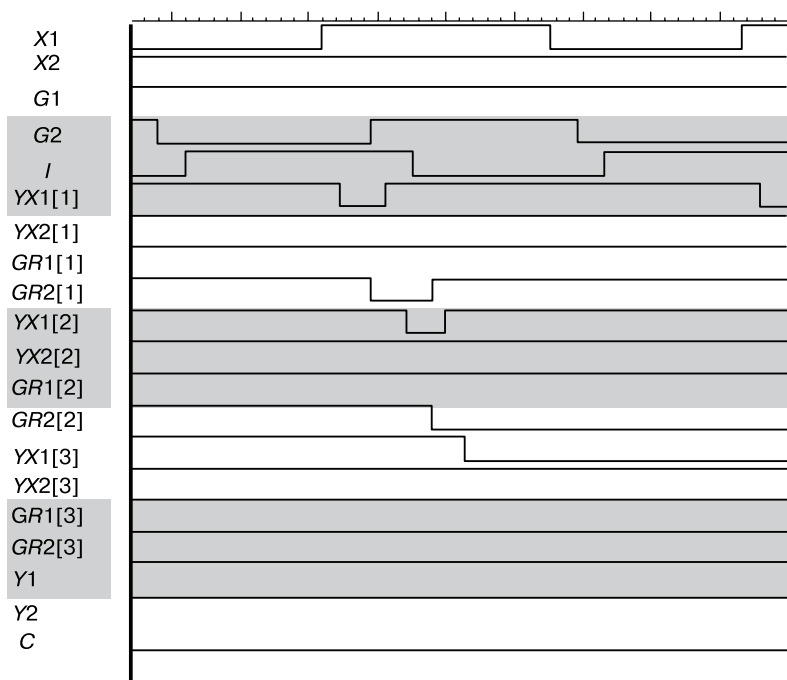 X1
X2
G1
G2
I
YX1[1]
YX2[1]
GR1[1]
GR2[1]
YX1[2]
YX2[2]
GR1[2]
GR2[2]
YX1[3]
YX2[3]
GR1[3]
GR2[3]
Y1
Y2
C